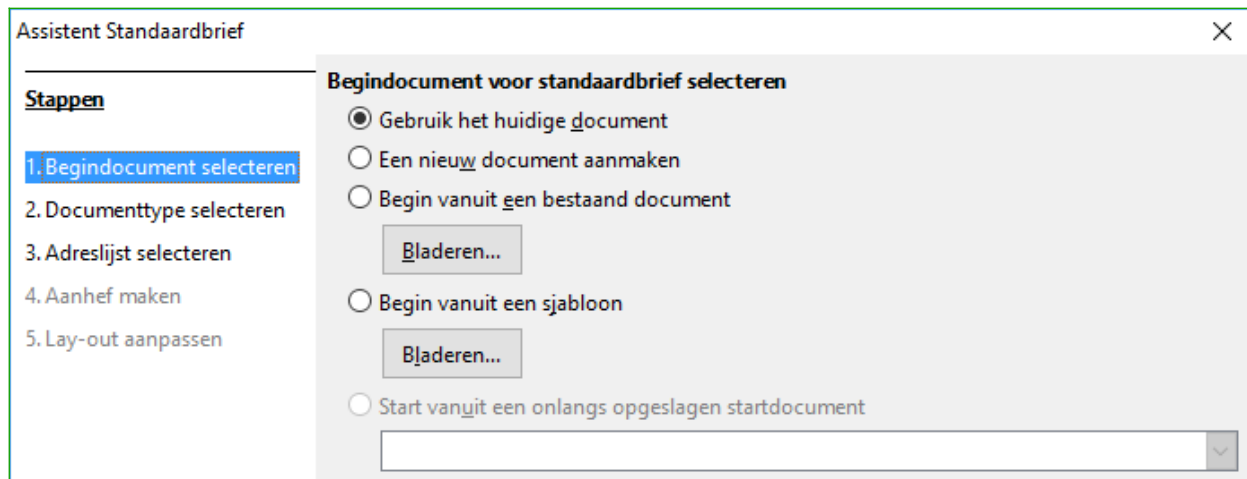 Assistent Standaardbrief
Stappen
1. Begindocument selecteren
2. Documenttype selecteren
3. Adreslijst selecteren
4. Aanhef maken
5. Lay-out aanpassen
Begindocument voor standaardbrief selecteren
Gebruik het huidige document
Een nieuw document aanmaken
Begin vanuit een bestaand document
Bladeren...
Begin vanuit een sjabloon
Bladeren...
Start vanuit een onlangs opgeslagen startdocument